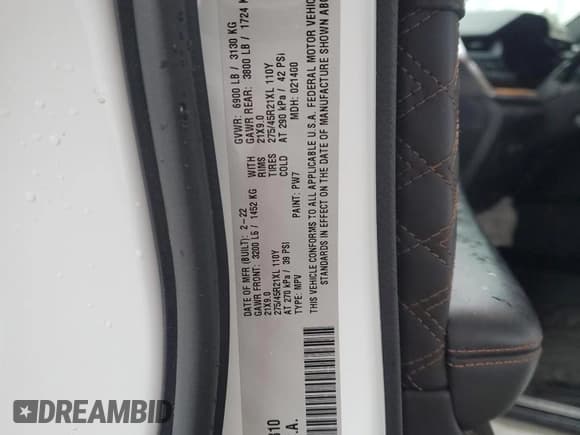 DATE OF MFR (BUILT): 2-22 GVWR: 6900 LB / 3130 KG
GAWR FRONT: 3200 LB / 1452 KG WITH GAWR REAR: 3800 LB / 1724 K
21X9.0 RIMS 21X9.0
275/45R21XL 110Y TIRES 275/45R21XL 110Y
AT 270 kPa / 39 PSI COLD AT 290 kPa / 42 PSI
TYPE: MPV PAINT: PW7 MDH: 021400
THIS VEHICLE CONFORMS TO ALL APPLICABLE U.S.A. FEDERAL MOTOR VEHIC
STANDARDS IN EFFECT ON THE DATE OF MANUFACTURE SHOWN ABO
.A.
DREAMBID